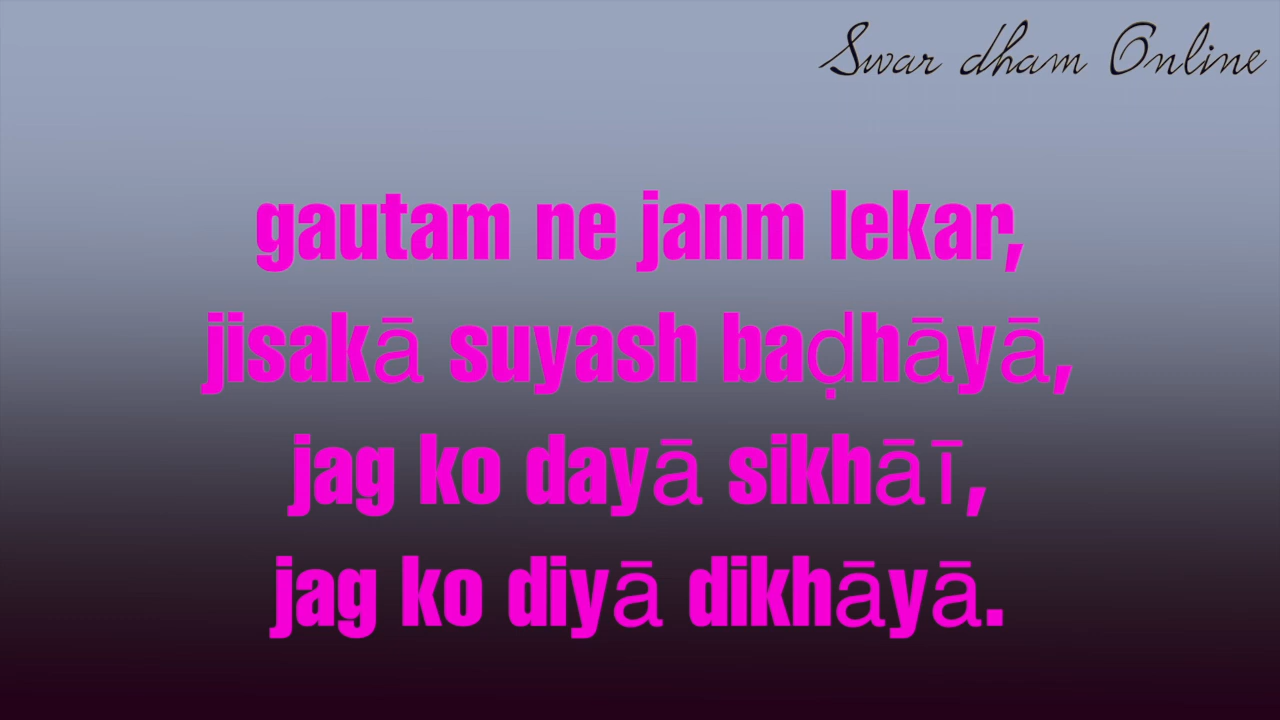 Swar dham Online
gautam ne janm lekar,
jisakā suyash baḍhāyā,
jag ko dayā sikhāī,
jag ko diyā dikhāyā.